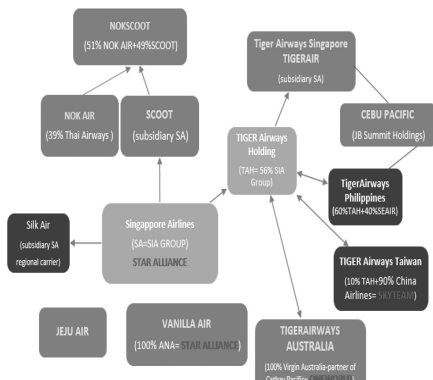 NOKSCOOT
(51% NOK AIR+49%SCOOT)
Tiger Airways Singapore
TIGERAIR
(subsidiary SA)
NOK AIR
(39% Thai Airways )
SCOOT
(subsidiary SA)
CEBU PACIFIC
(JB Summit Holdings)
TIGER Airways
Holding
(TAH= 56% SIA
Group)
TigerAirways
Philippines
(60%TAH+40%SEAIR)
Silk Air
(subsidiary SA
regional carrier)
Singapore Airlines
(SA=SIA GROUP)
STAR ALLIANCE
TIGER Airways Taiwan
(10% TAH+90% China
Airlines= SKYTEAM)
JEJU AIR
VANILLA AIR
(100% ANA= STAR ALLIANCE)
TIGERAIRWAYS
AUSTRALIA
(100% Virgin Australia-partner of
Cathay Pacific= ONEWORLD )